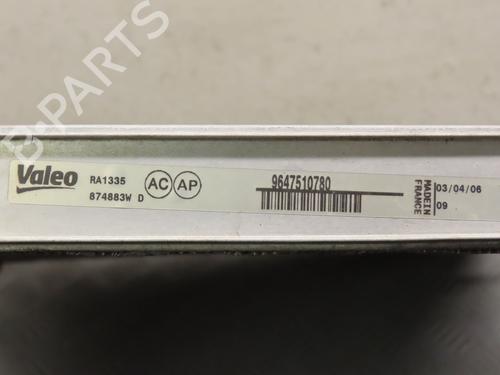 B-PARTS
Valeo
RA1335
874883W D
AC AP
9647510780
MADE IN
FRANCE
03/04/06
09